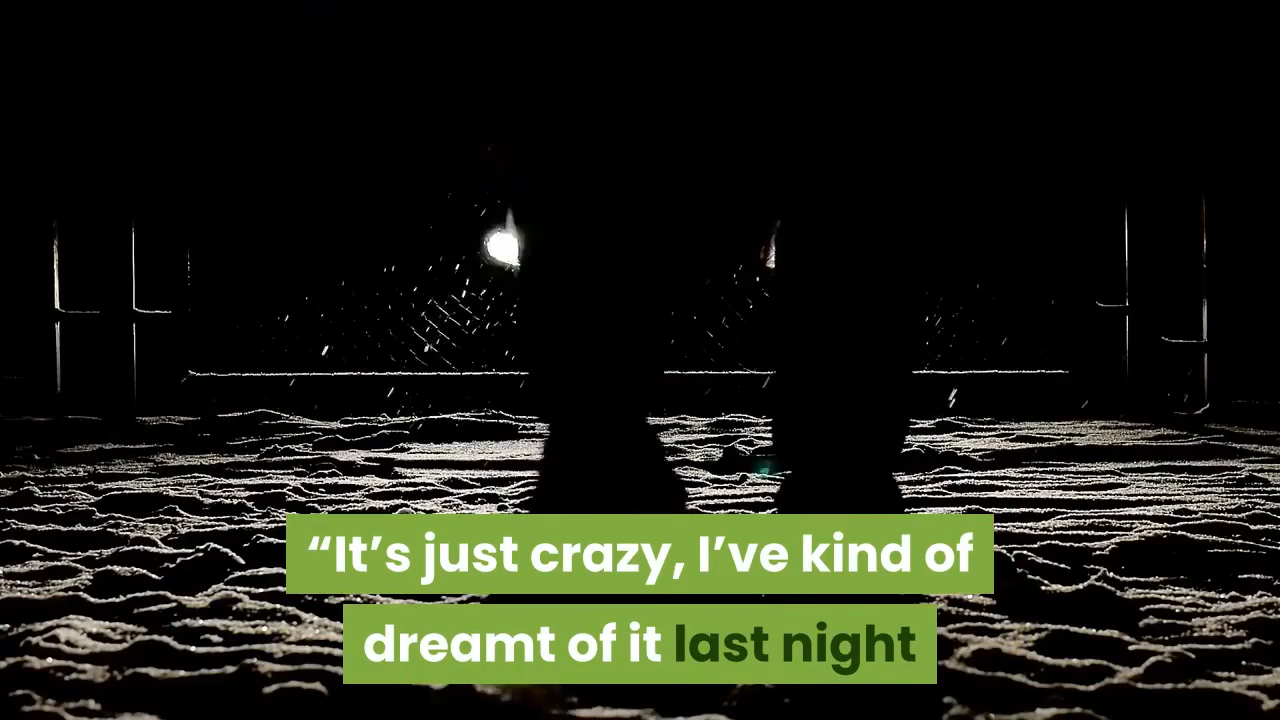 “It’s just crazy, I’ve kind of
dreamt of it last night